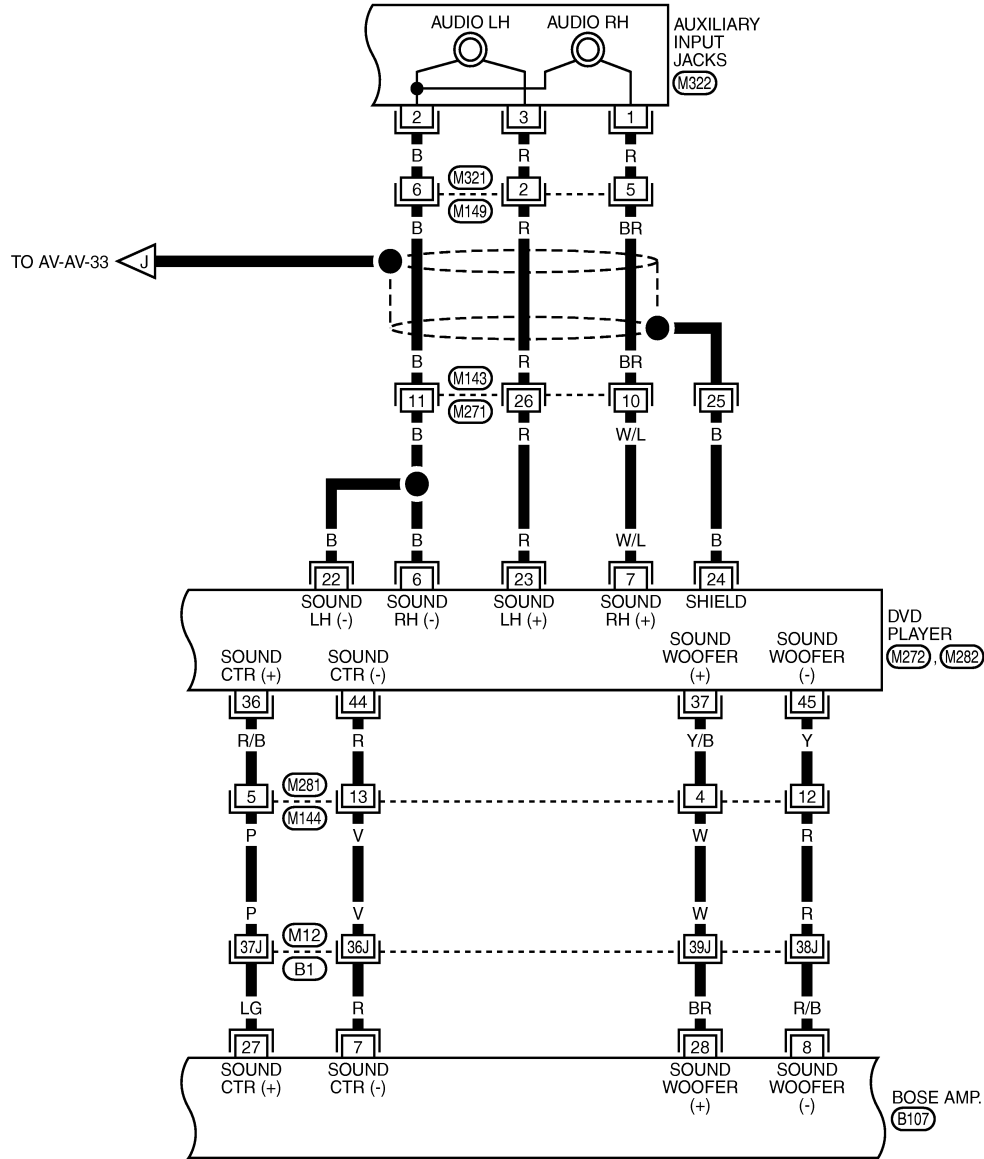 AUDIO LH AUDIO RH
AUXILIARY
INPUT
JACKS
M322
2 3 1
B R R
6 M321 2 5
M149
B R BR
TO AV-AV-33 J
B R BR
M143
11 26 10 25
M271
B R W/L B
B B R W/L B
22 6 23 7 24
SOUND SOUND SOUND SOUND SHIELD
LH (-) RH (-) LH (+) RH (+)
DVD
PLAYER
M272 , M282
SOUND SOUND SOUND SOUND
CTR (+) CTR (-) WOOFER WOOFER
(+) (-)
36 44 37 45
R/B R Y/B Y
M281
5 13 4 12
M144
P V W R
P V W R
M12
37J 36J 39J 38J
B1
LG R BR R/B
27 7 28 8
SOUND SOUND SOUND SOUND
CTR (+) CTR (-) WOOFER WOOFER
(+) (-)
BOSE AMP.
B107